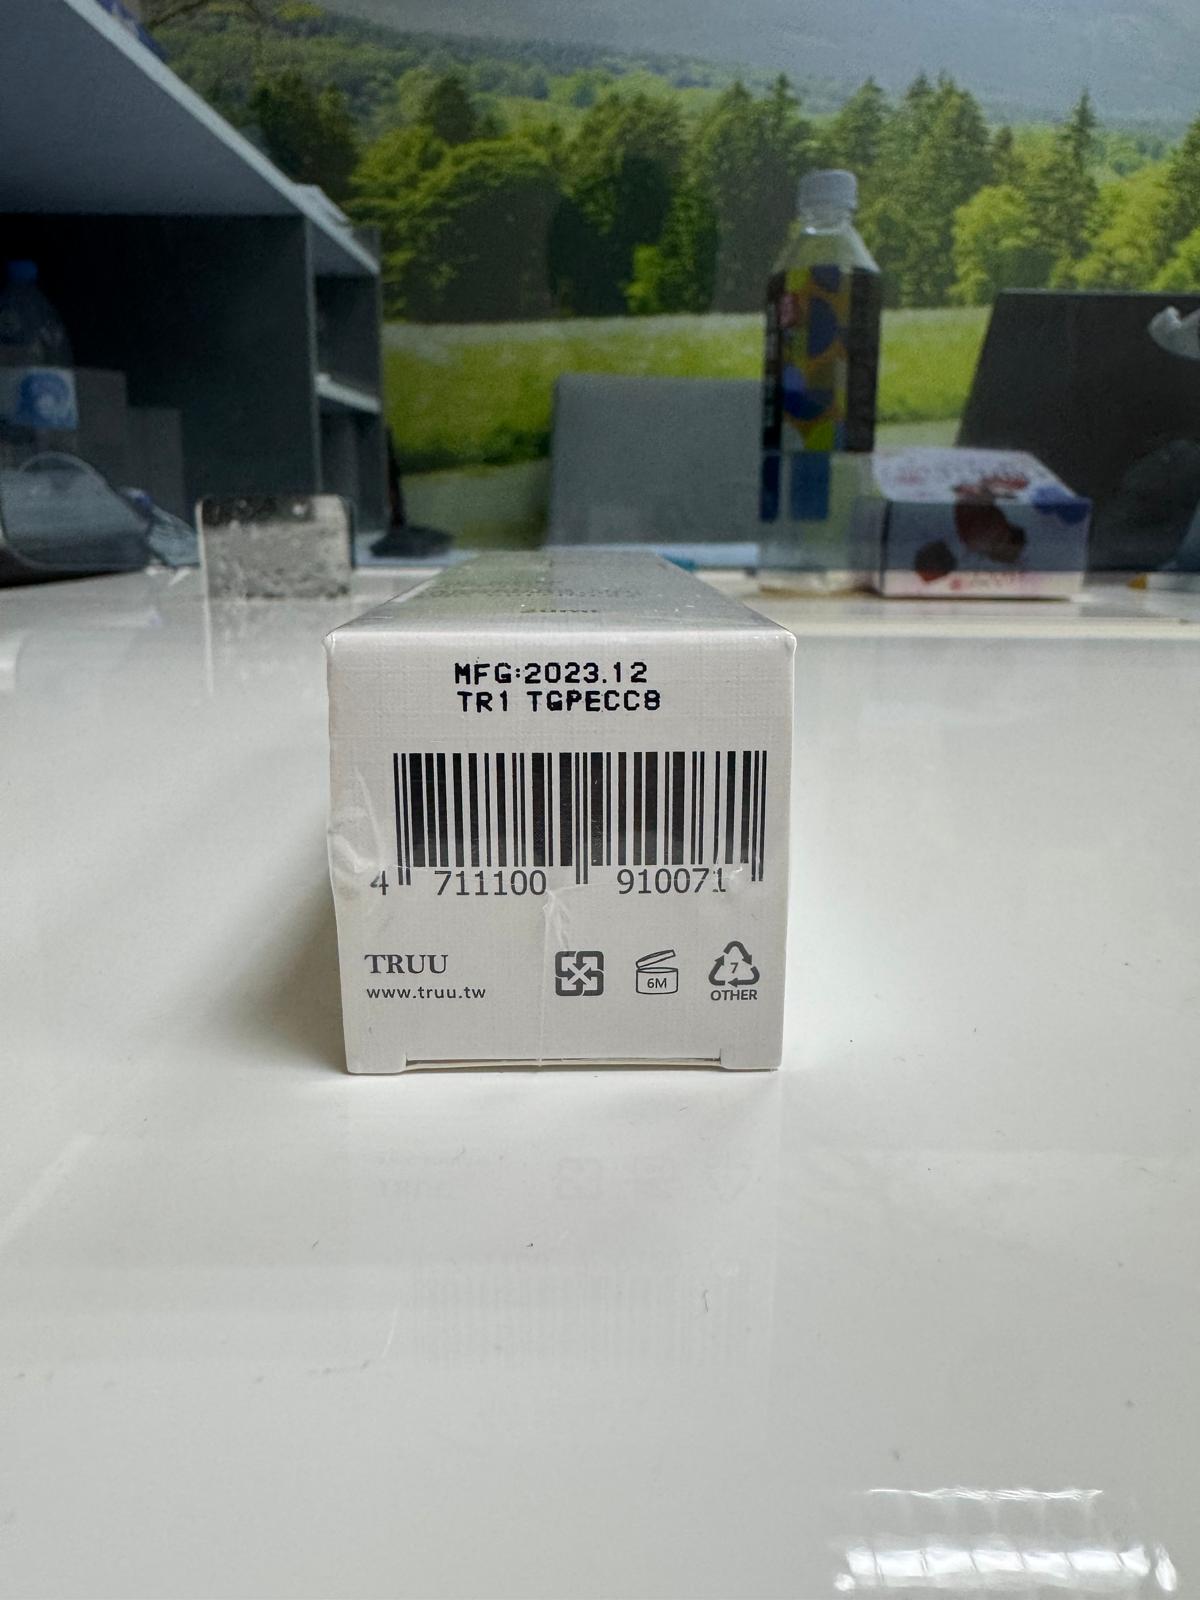 MFG:2023.12
TR1 TGPECC8
4 711100 910071
TRUU
www.truu.tw
6M
7
OTHER